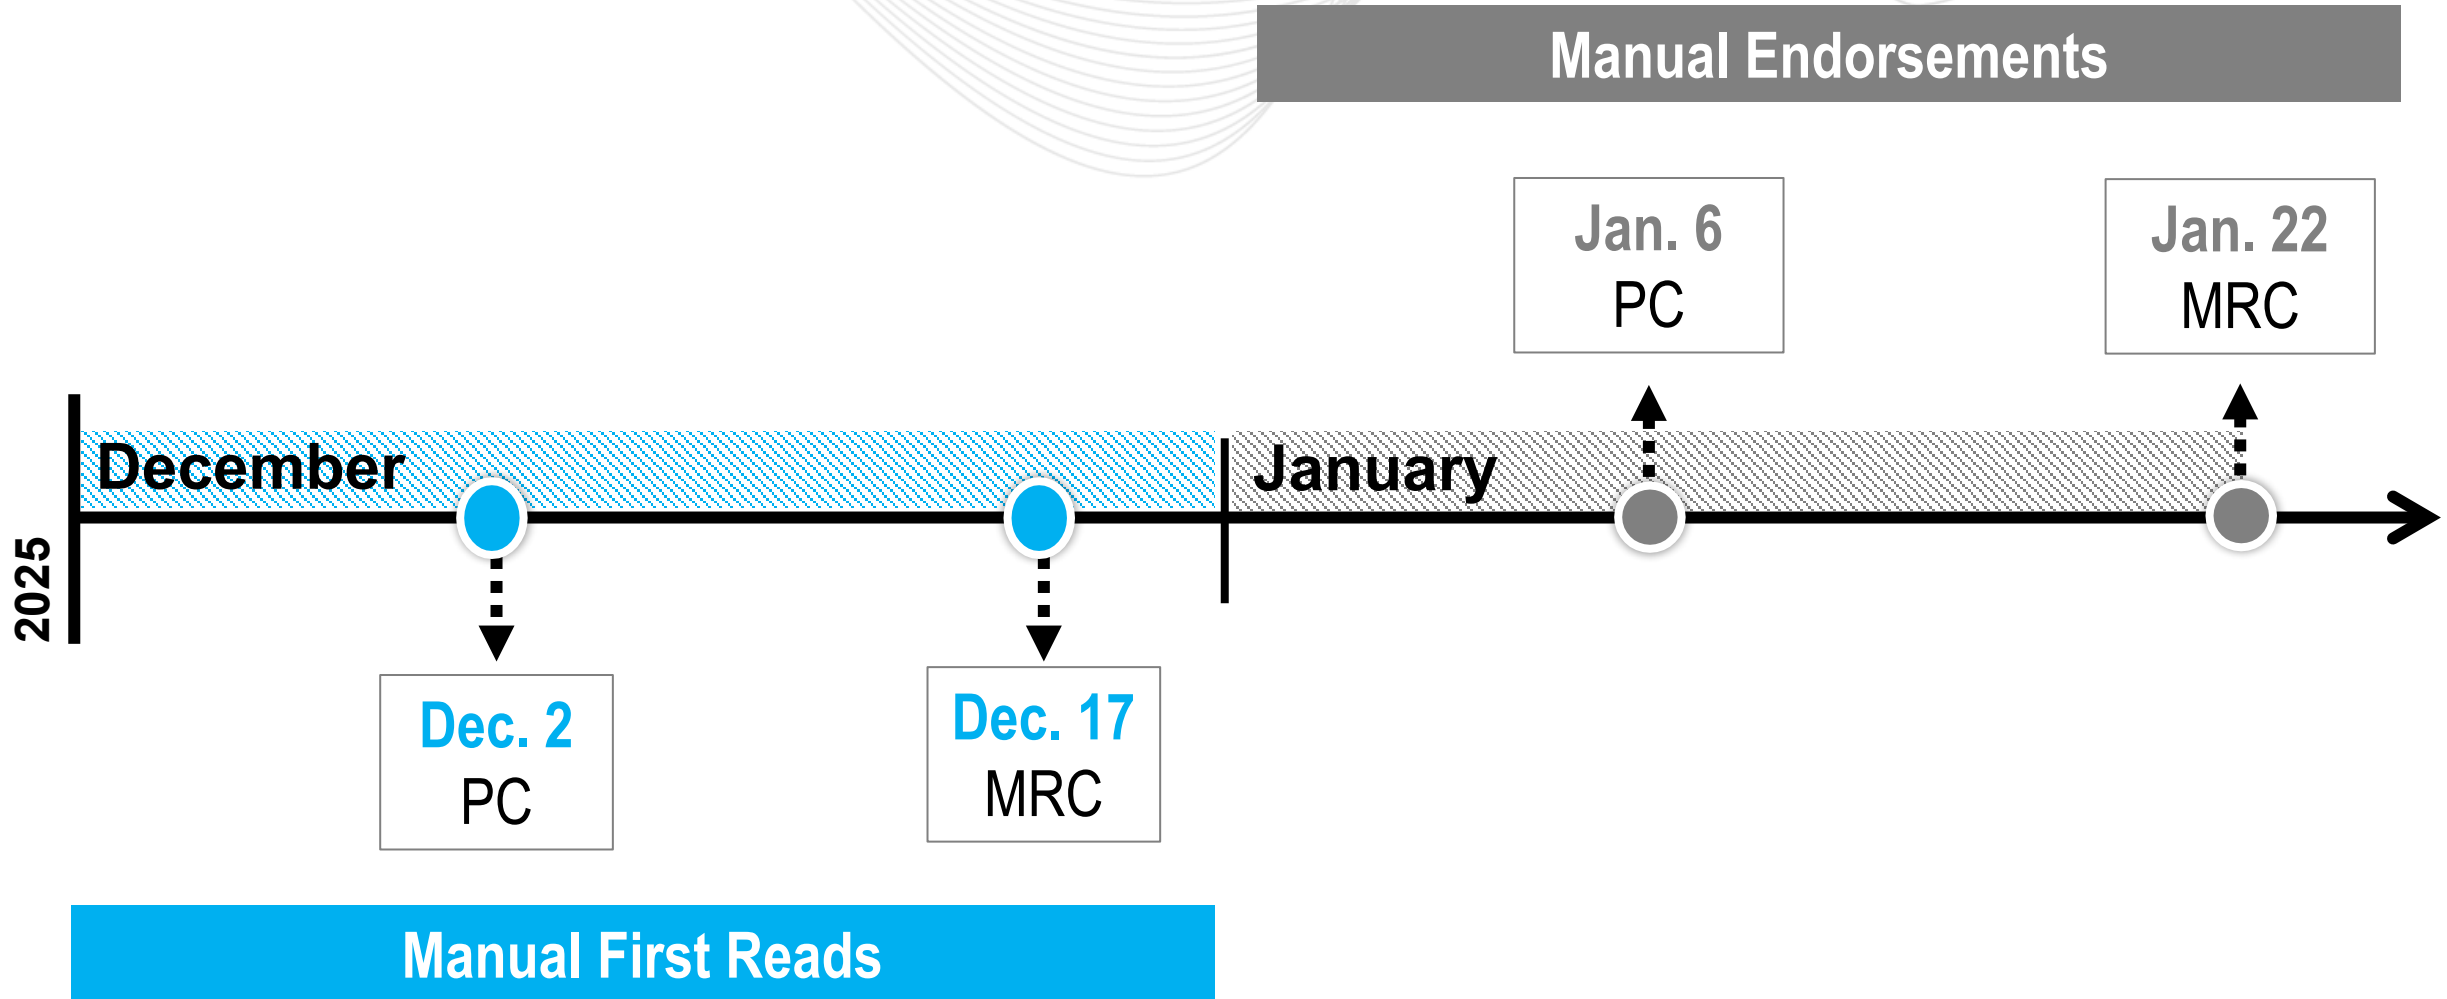 Manual Endorsements
Jan. 6
PC
Jan. 22
MRC
December
January
2025
Dec. 2
PC
Dec. 17
MRC
Manual First Reads